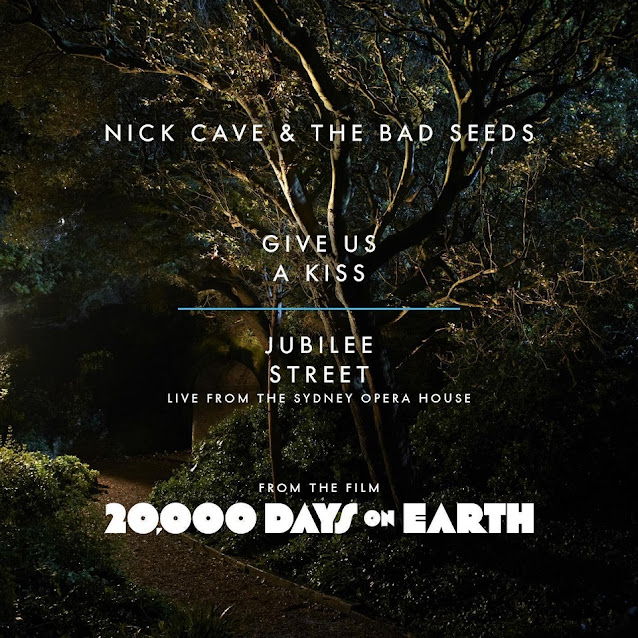 NICK CAVE & THE BAD SEEDS
GIVE US
A KISS
JUBILEE
STREET
LIVE FROM THE SYDNEY OPERA HOUSE
FROM THE FILM
20,000 DAYS ON EARTH